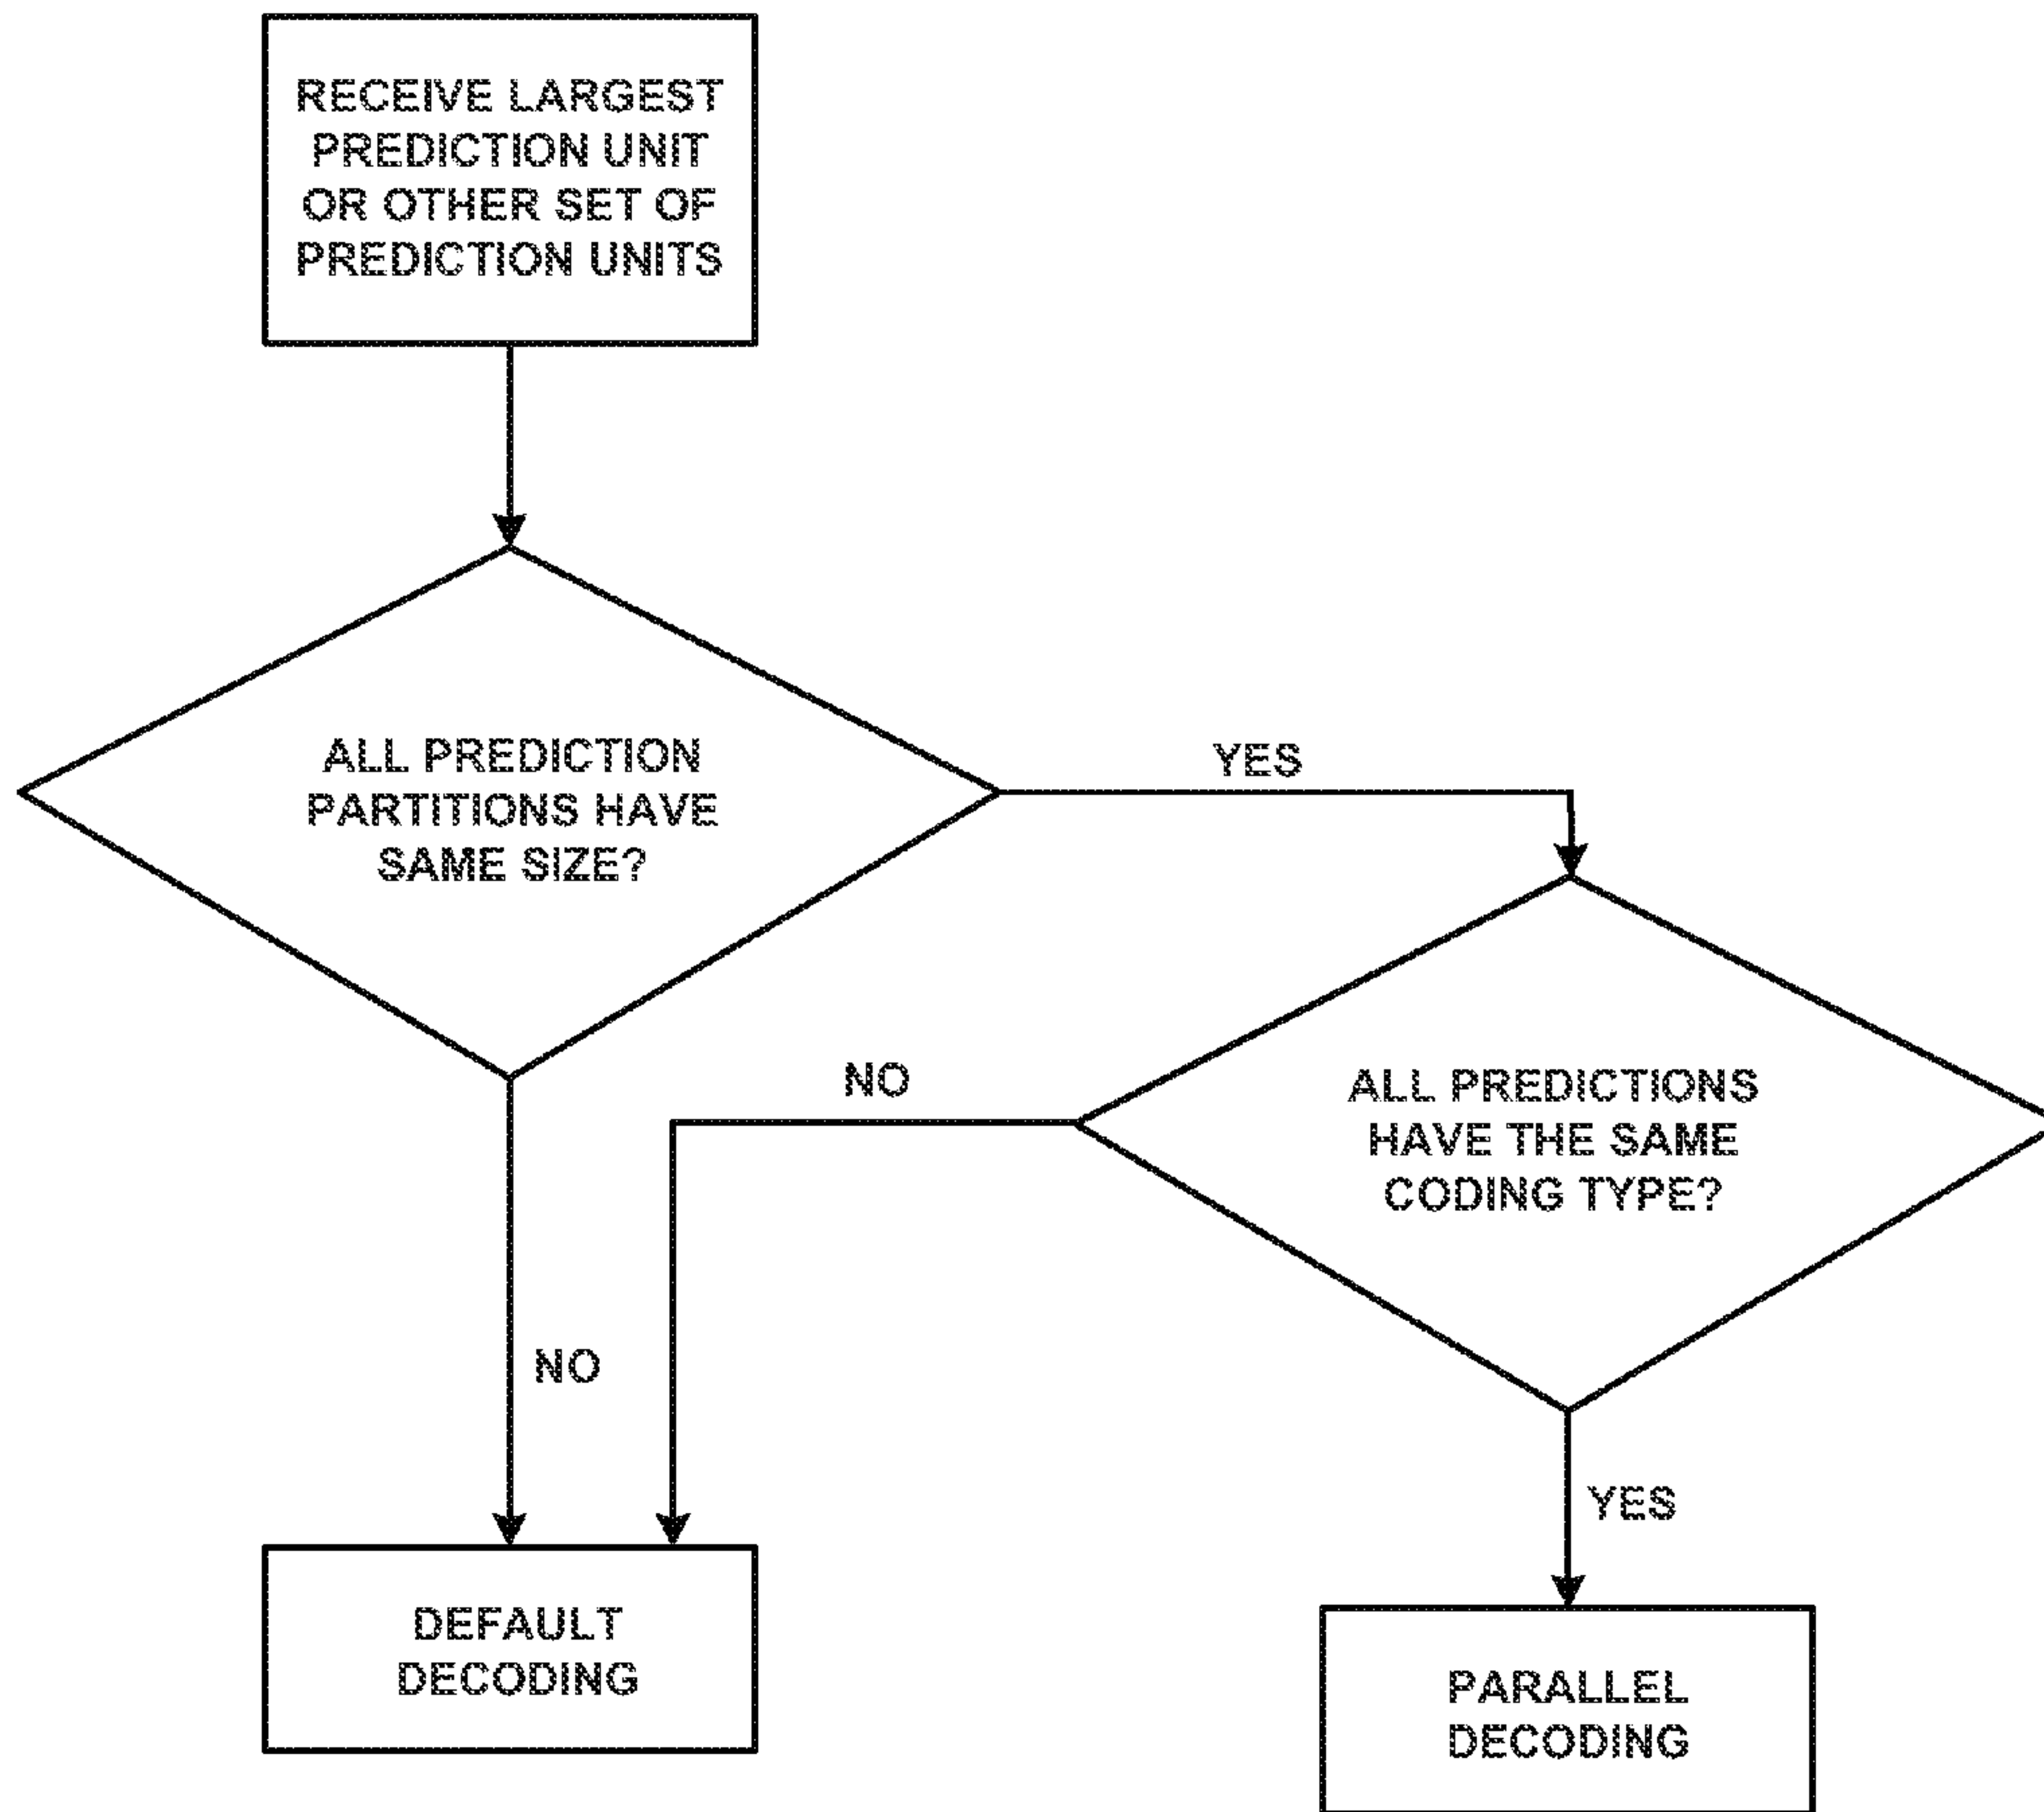 RECEIVE LARGEST
PREDICTION UNIT
OR OTHER SET OF
PREDICTION UNITS
ALL PREDICTION
PARTITIONS HAVE
SAME SIZE?
YES
NO
ALL PREDICTIONS
HAVE THE SAME
CODING TYPE?
NO
YES
DEFAULT
DECODING
PARALLEL
DECODING